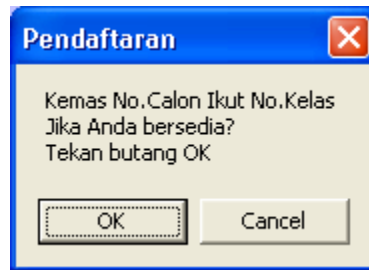 Pendaftaran
Kemas No.Calon Ikut No.Kelas
Jika Anda bersedia?
Tekan butang OK
OK
Cancel